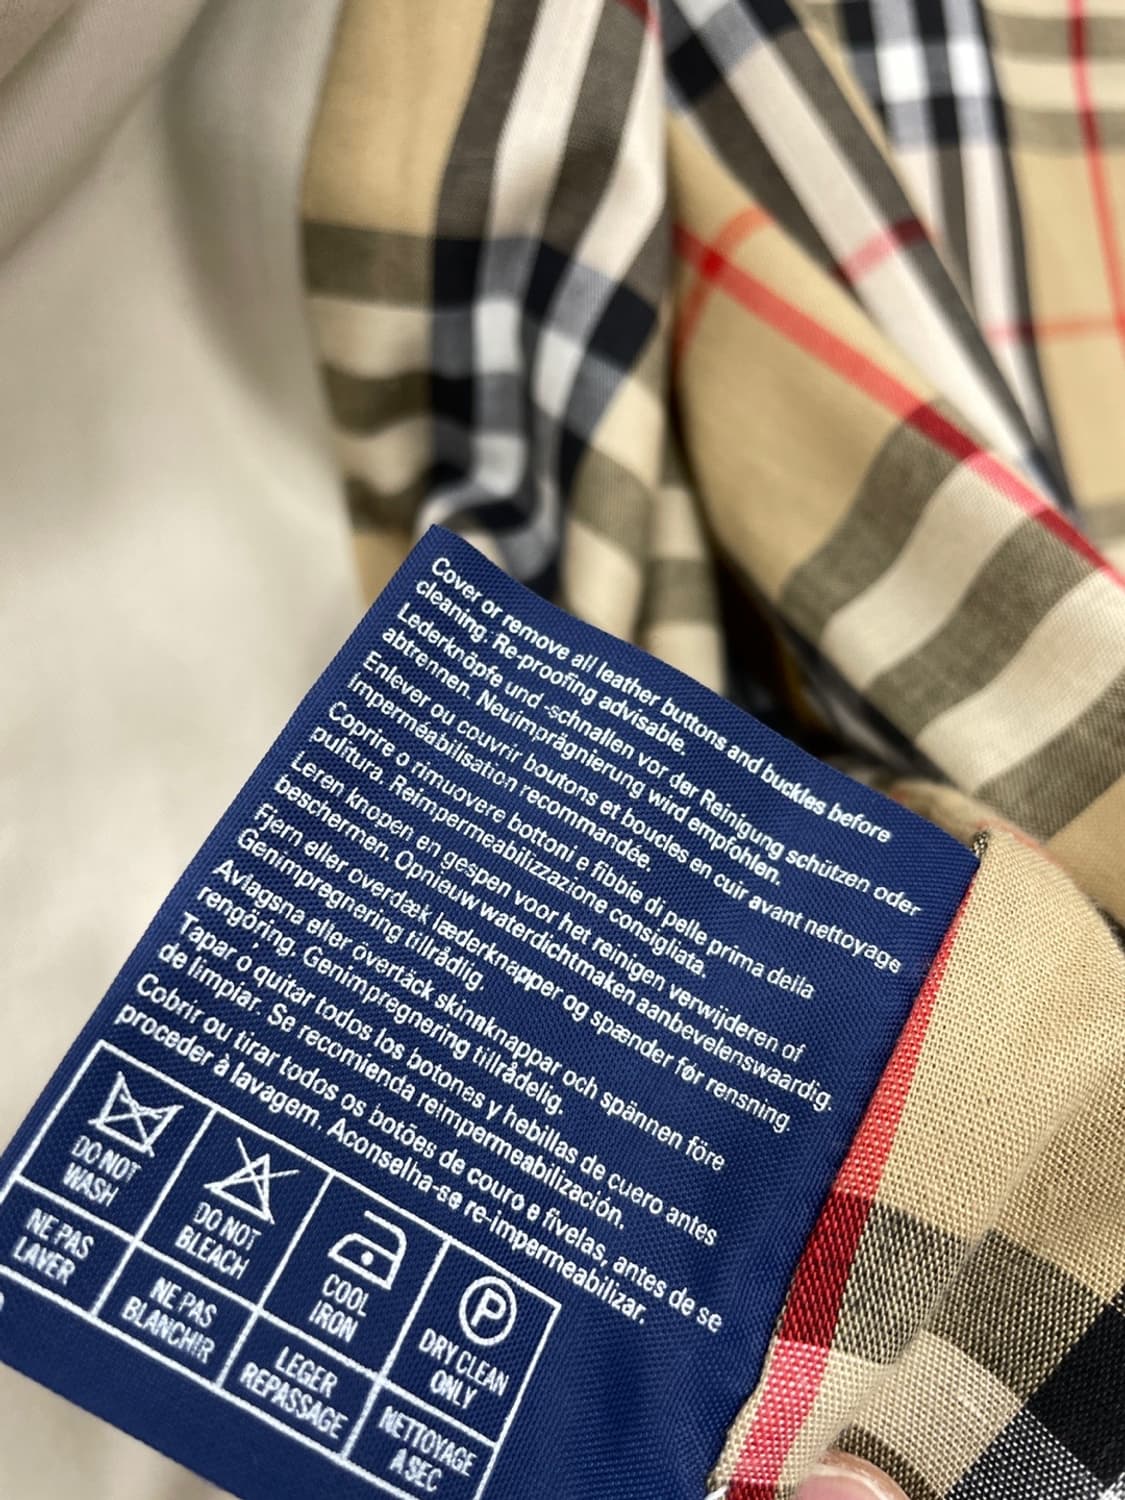 Cover or remove all leather buttons and buckles before
cleaning. Re-proofing advisable.
Lederknöpfe und -schnallen vor der Reinigung schützen oder
abtrennen. Neuimprägnierung wird empfohlen.
Enlever ou couvrir boutons et boucles en cuir avant nettoyage
Imperméabilisation recommandée.
Coprire o rimuovere bottoni e fibbie di pelle prima della
pulitura. Reimpermeabilizzazione consigliata.
Leren knopen en gespen voor het reinigen verwijderen of
beschermen. Opnieuw waterdichtmaken aanbevelenswaardig.
Fjern eller overdæk læderknapper og spænder før rensning.
Genimpregnering tilrådig.
Avlagsna eller övertäck skinnknappar och spännen före
rengöring. Genimpregnering tillrådelig.
Tapar o quitar todos los botones y hebillas de cuero antes
de limpiar. Se recomienda reimpermeabilización.
Cobrir ou tirar todos os botões de couro e fivelas, antes de se
proceder à lavagem. Aconselha-se re-impermeabilizar.
DO NOT
WASH
DO NOT
BLEACH
COOL
IRON
P
DRY CLEAN
ONLY
NE PAS
LAVER
NE PAS
BLANCHIR
LEGER
REPASSAGE
NETTOYAGE
A SEC